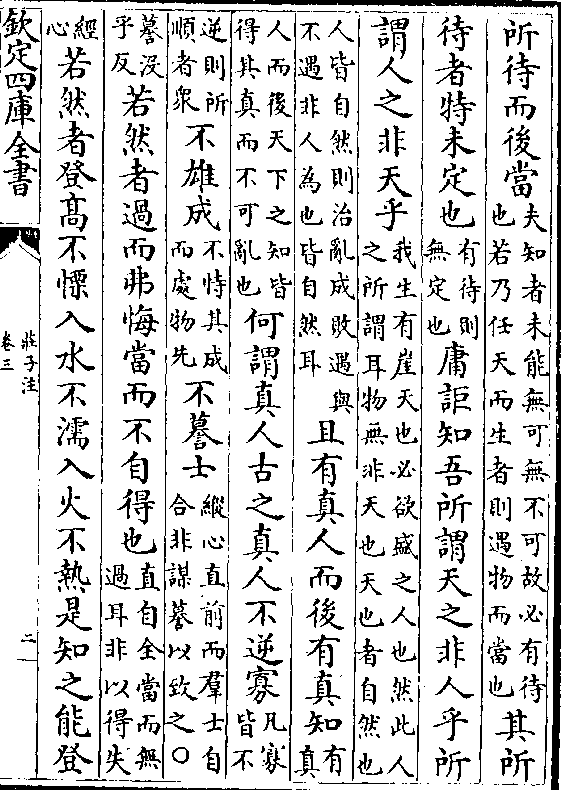 所待而後當夫知者未能無可無不可故必有待也若乃任天而生者則遇物而當也其所
待者特未定也有待則無定也庸詎知吾所謂天之非人乎所
謂人之非天乎我生有崖天也必欲盛之人也然此人之所謂耳物無非天也天也者自然也
人皆自然則治亂成敗遇與不遇非人為也皆自然耳且有真人而後有真知有真
人而後天下之知皆得其真而不可亂也何謂真人古之真人不逆寡凡寡皆不
逆則所順者衆不雄成不恃其成而處物先不謩士縱心直前而羣士自合非謀謩以致之○
謩没乎反若然者過而弗悔當而不自得也直自全當而無過耳非以得失
經心若然者登髙不慄入水不濡入火不熱是知之能登
欽定四庫全書
莊子注
卷三
二